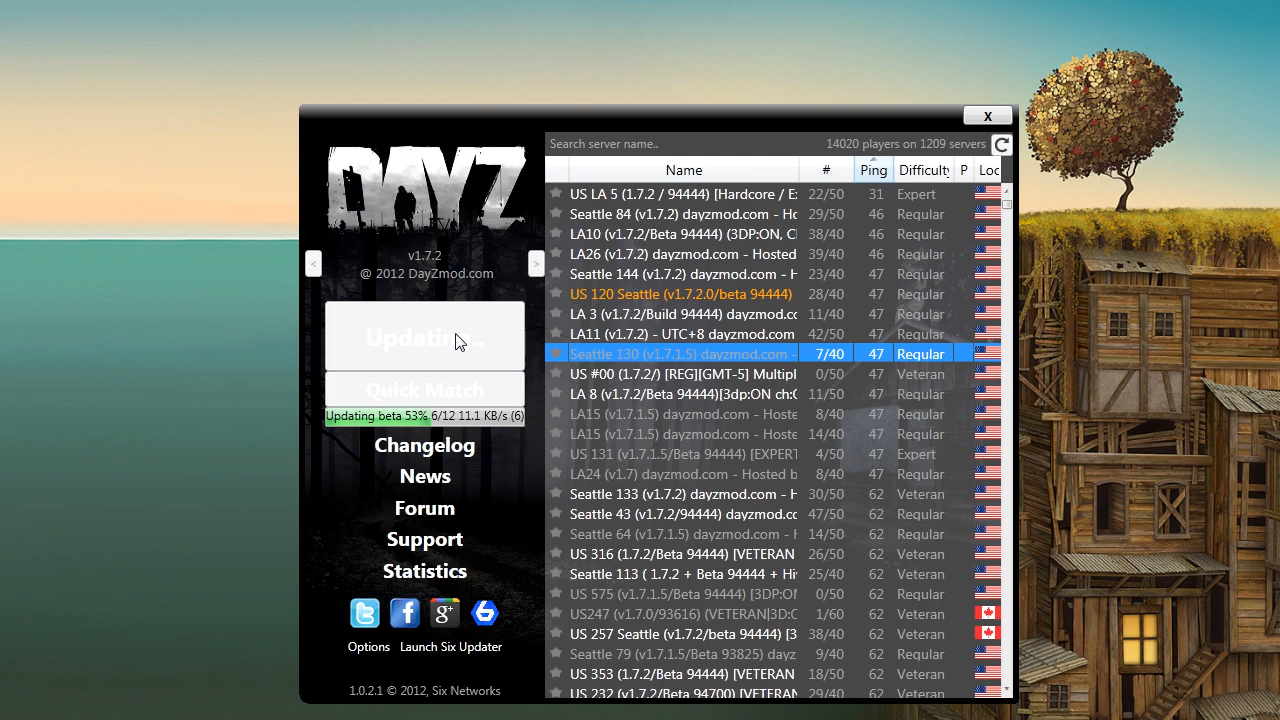 X
DAYZ
v1.7.2
@ 2012 DayZmod.com
<
>
Updating...
Quick Match
Updating beta 53% 6/12 11.1 KB/s (6)
Changelog
News
Forum
Support
Statistics
Options Launch Six Updater
1.0.2.1 © 2012, Six Networks
Search server name.. 14020 players on 1209 servers
Name # Ping Difficulty P Loc
US LA 5 (1.7.2 / 94444) [Hardcore / E 22/50 31 Expert
Seattle 84 (v1.7.2) dayzmod.com - Ho 29/50 46 Regular
LA10 (v1.7.2/Beta 94444) (3DP:ON, C 38/40 46 Regular
LA26 (v1.7.2) dayzmod.com - Hosted 39/40 46 Regular
Seattle 144 (v1.7.2) dayzmod.com - H 23/40 47 Regular
US 120 Seattle (v1.7.2.0/beta 94444) 28/40 47 Regular
LA 3 (v1.7.2/Build 94444) dayzmod.co 11/40 47 Regular
LA11 (v1.7.2) - UTC+8 dayzmod.com 42/50 47 Regular
Seattle 130 (v1.7.1.5) dayzmod.com - 7/40 47 Regular
US #00 (1.7.2/) [REG][GMT-5] Multipl 0/50 47 Veteran
LA 8 (v1.7.2/Beta 94444)[3dp:ON ch:C 11/50 47 Regular
LA15 (v1.7.1.5) dayzmod.com - Hoste 8/40 47 Regular
LA15 (v1.7.1.5) dayzmod.com - Hoste 14/40 47 Regular
US 131 (v1.7.1.5/Beta 94444) [EXPERT 4/50 47 Expert
LA24 (v1.7) dayzmod.com - Hosted b 8/40 47 Regular
Seattle 133 (v1.7.2) dayzmod.com - H 30/50 62 Veteran
Seattle 43 (v1.7.2/94444) dayzmod.co 47/50 62 Regular
Seattle 64 (v1.7.1.5) dayzmod.com - H 14/50 62 Regular
US 316 (1.7.2/Beta 94444) [VETERAN 26/50 62 Veteran
Seattle 113 ( 1.7.2 + Beta 94444 + Hi 25/40 62 Veteran
US 575 (v1.7.1.5/Beta 94444) [3DP:ON 0/50 62 Regular
US247 (v1.7.0/93616) (VETERAN|3D:C 1/60 62 Veteran
US 257 Seattle (v1.7.2/beta 94444) [3 38/40 62 Veteran
Seattle 79 (v1.7.1.5/Beta 93825) dayz 9/40 62 Regular
US 353 (1.7.2/Beta 94444) [VETERAN 18/50 62 Veteran
US 232 (1.7.2/Beta 94700) [VETERAN 29/40 62 Veteran